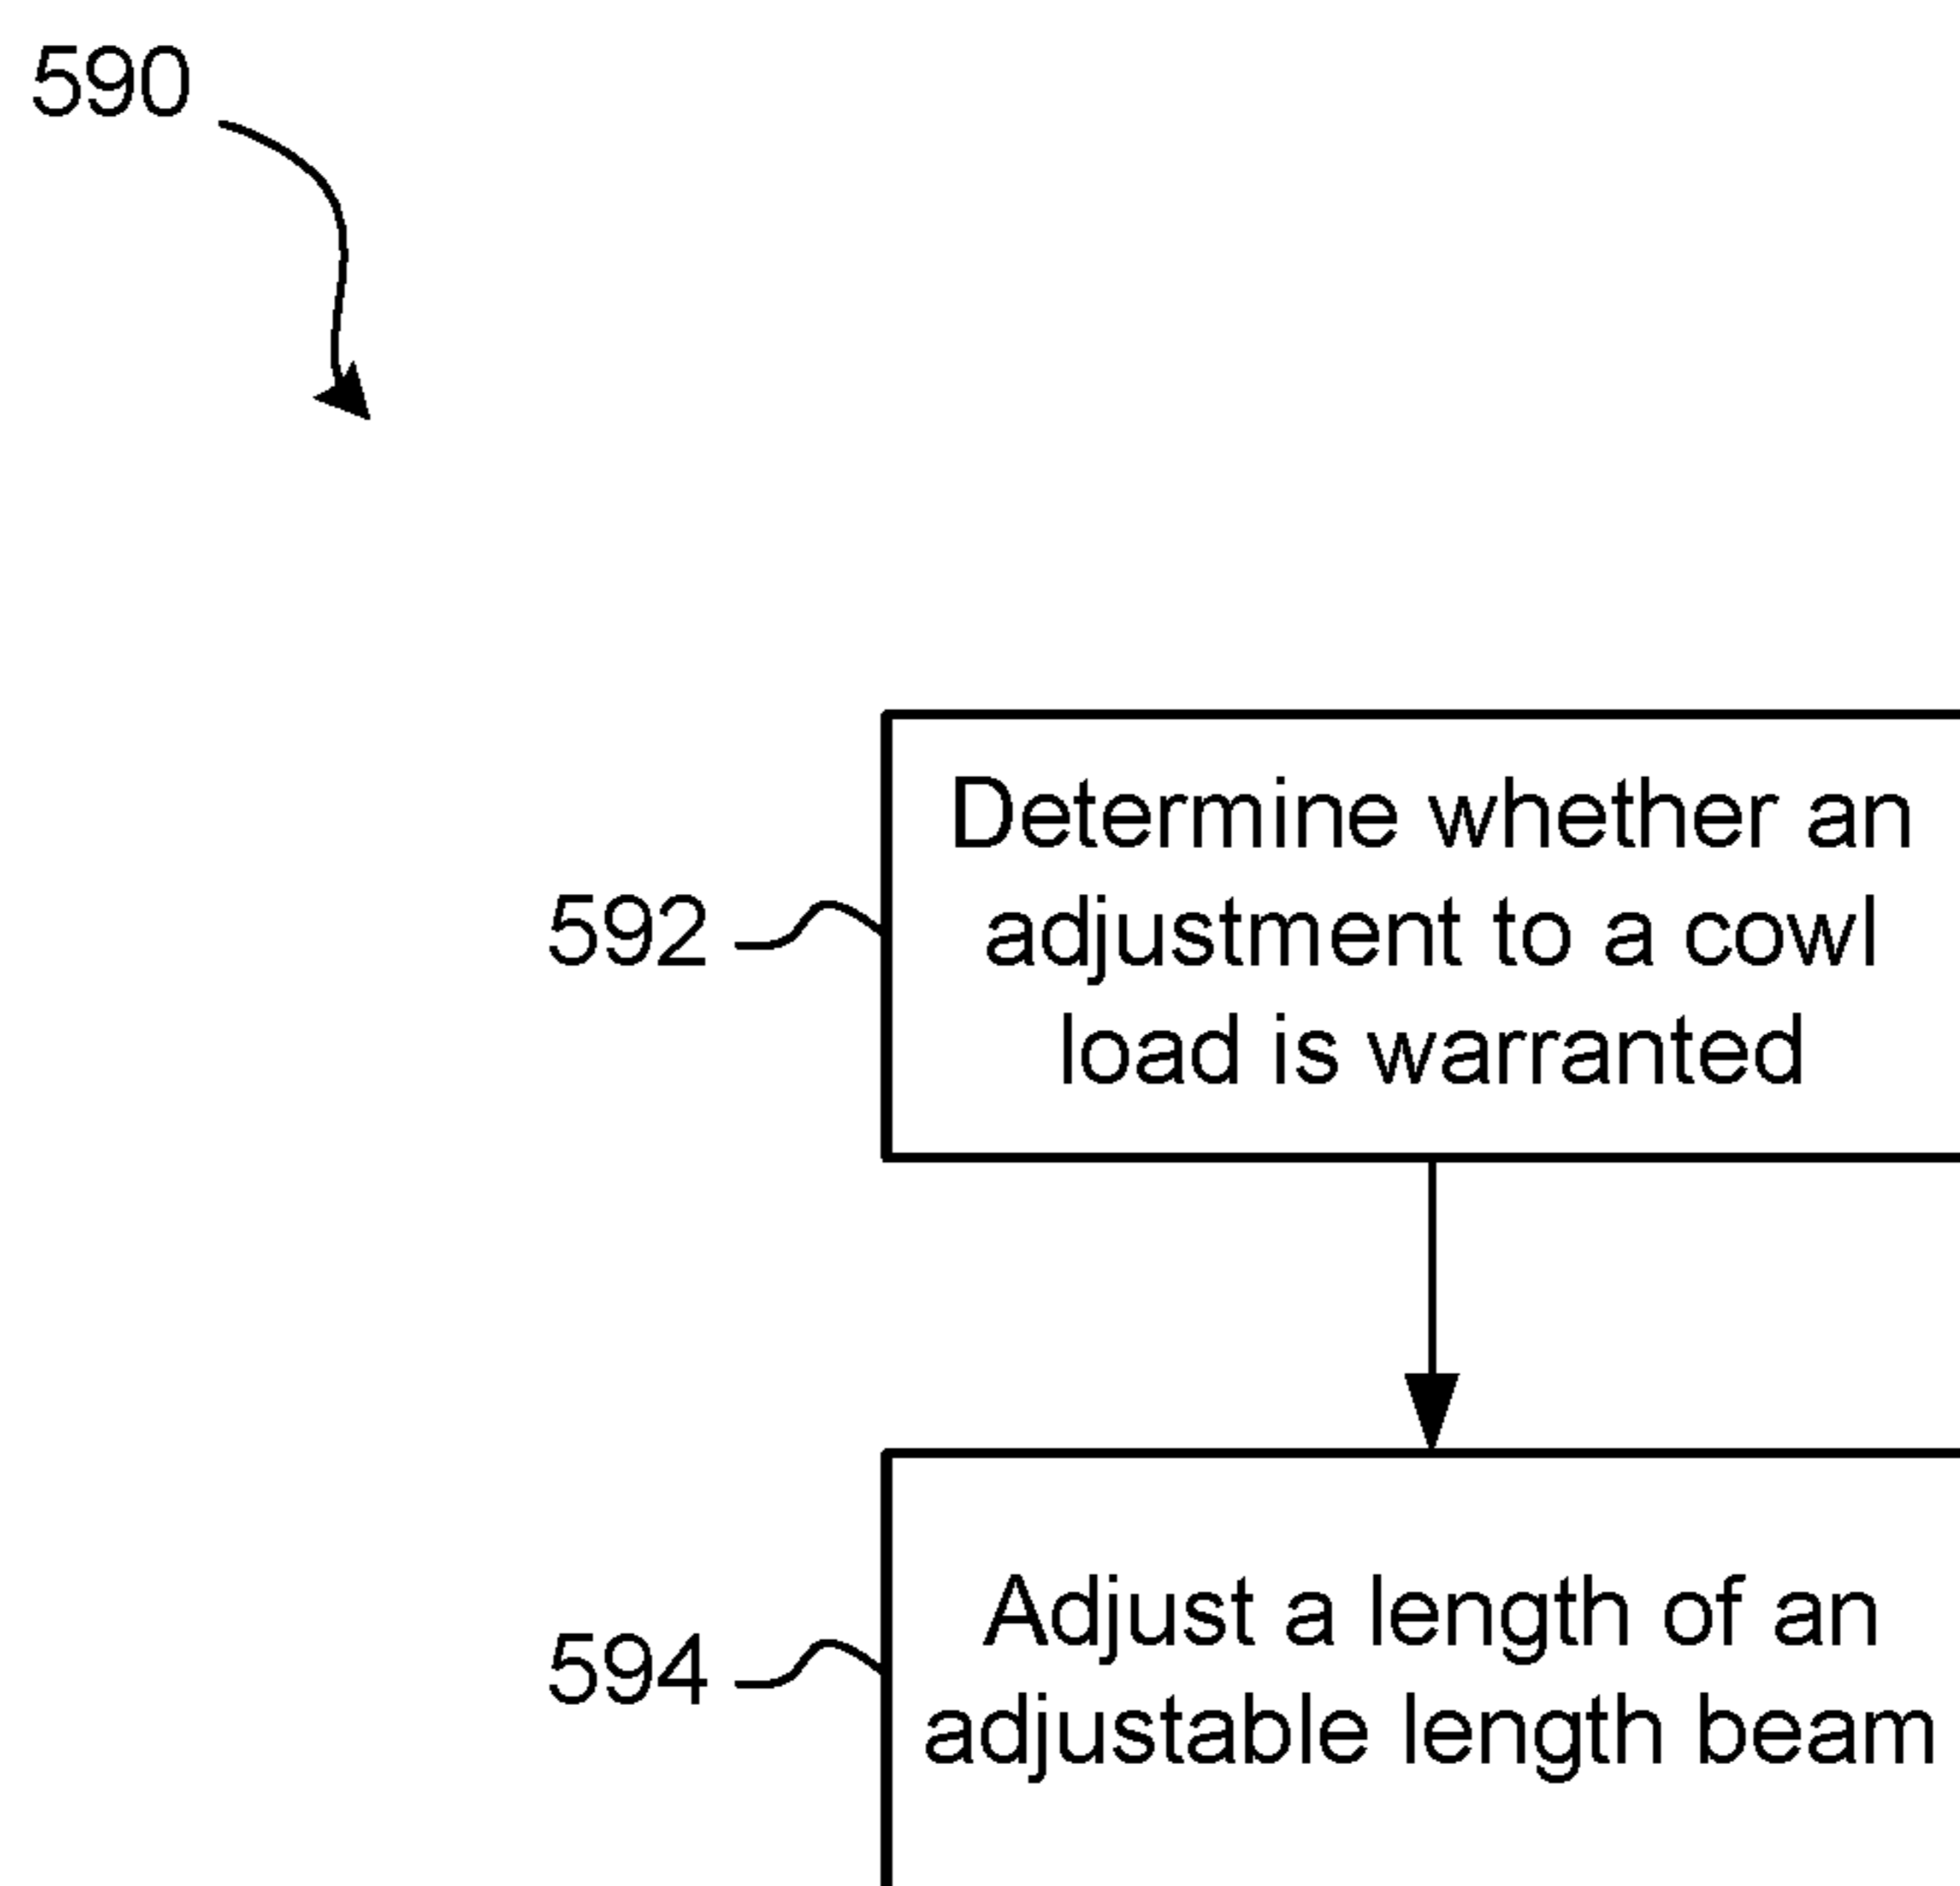 590
Determine whether an
adjustment to a cowl
load is warranted
592
Adjust a length of an
adjustable length beam
594